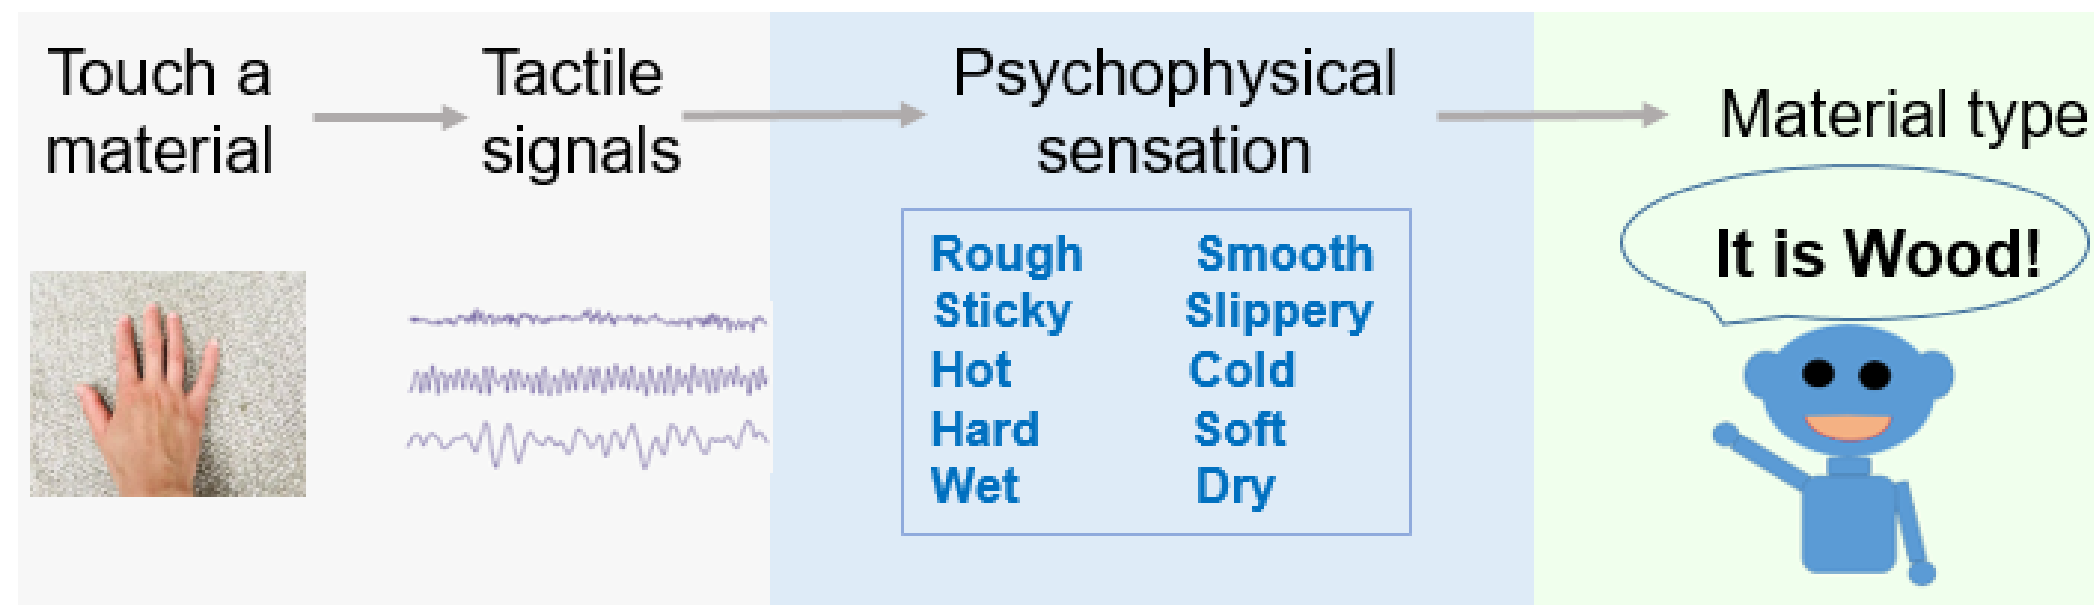 Touch a
material
Tactile
signals
Psychophysical
sensation
Rough Smooth
Sticky Slippery
Hot Cold
Hard Soft
Wet Dry
Material type
It is Wood!